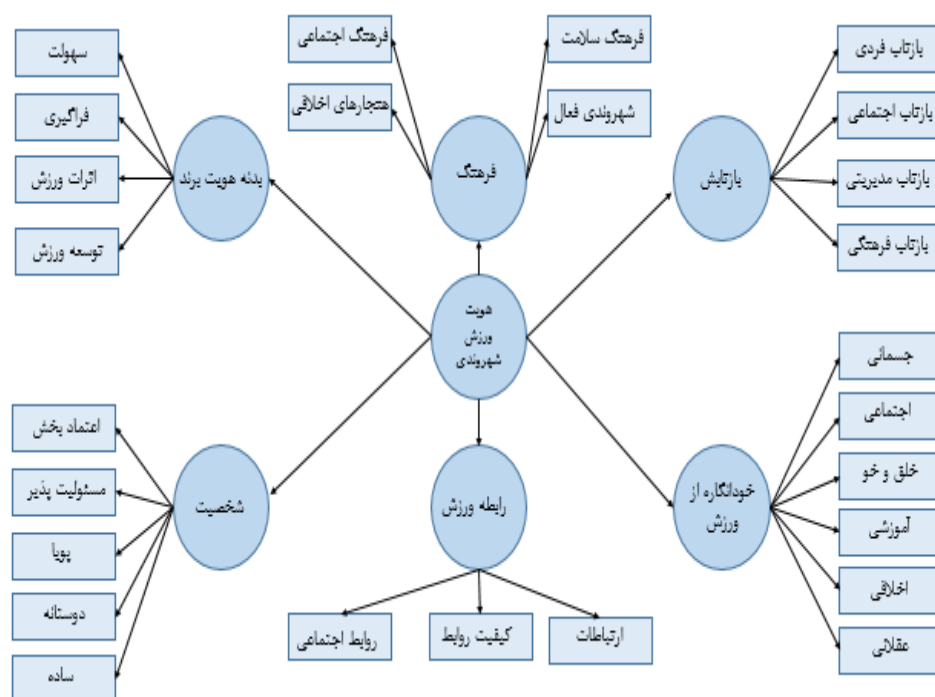 بازتاب فردی
بازتاب اجتماعی
بازتاب مدیریتی
بازتاب فرهنگی
بازتابش
فرهنگ سلامت
شهروندی فعال
فرهنگ اجتماعی
هنجارهای اخلاقی
فرهنگ
سهولت
فراگیری
اثرات ورزش
توسعه ورزش
بدنه هویت برند
هویت
ورزش
شهروندی
جسمانی
اجتماعی
خلق و خو
آموزشی
اخلاقی
عقلانی
خودانگاره از
ورزش
رابطه ورزش
ارتباطات
کیفیت روابط
روابط اجتماعی
شخصیت
اعتماد بخش
مسئولیت پذیر
پویا
دوستانه
ساده